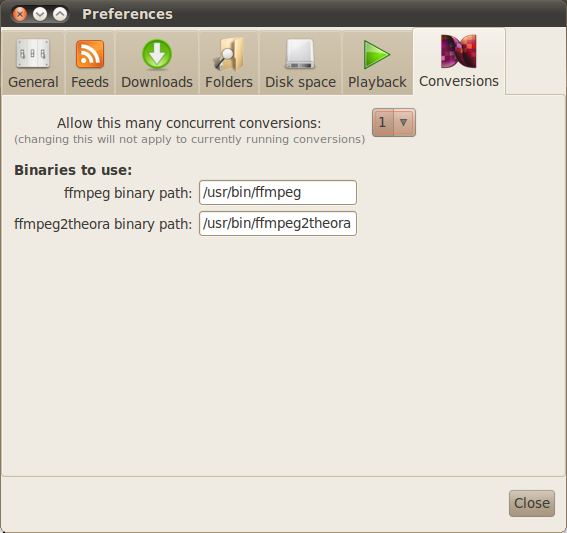 Preferences
General Feeds Downloads Folders Disk space Playback Conversions
Allow this many concurrent conversions: 1
(changing this will not apply to currently running conversions)
Binaries to use:
ffmpeg binary path: /usr/bin/ffmpeg
ffmpeg2theora binary path: /usr/bin/ffmpeg2theora
Close